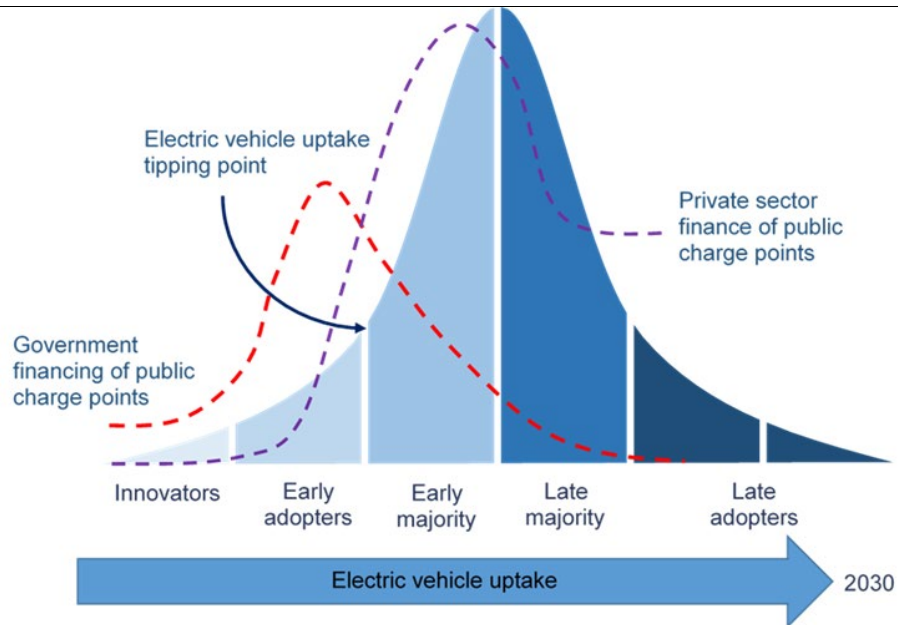 Electric vehicle uptake
tipping point
Private sector
finance of public
charge points
Government
financing of public
charge points
Innovators
Early
adopters
Early
majority
Late
majority
Late
adopters
Electric vehicle uptake
2030